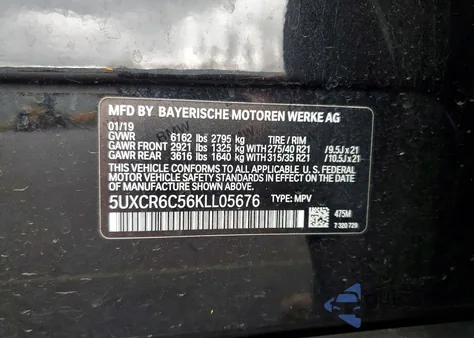 MFD BY BAYERISCHE MOTOREN WERKE AG
01/19
GVWR 6162 lbs 2795 kg TIRE / RIM
GAWR FRONT 2921 lbs 1325 kg WITH 275/40 R21 /9.5J x 21
GAWR REAR 3616 lbs 1640 kg WITH 315/35 R21 /10.5J x 21
THIS VEHICLE CONFORMS TO ALL APPLICABLE U.S. FEDERAL
MOTOR VEHICLE SAFETY STANDARDS IN EFFECT ON THE DATE OF
MANUFACTURE SHOWN ABOVE.
5UXCR6C56KLL05676 TYPE: MPV
475M
7 320 729